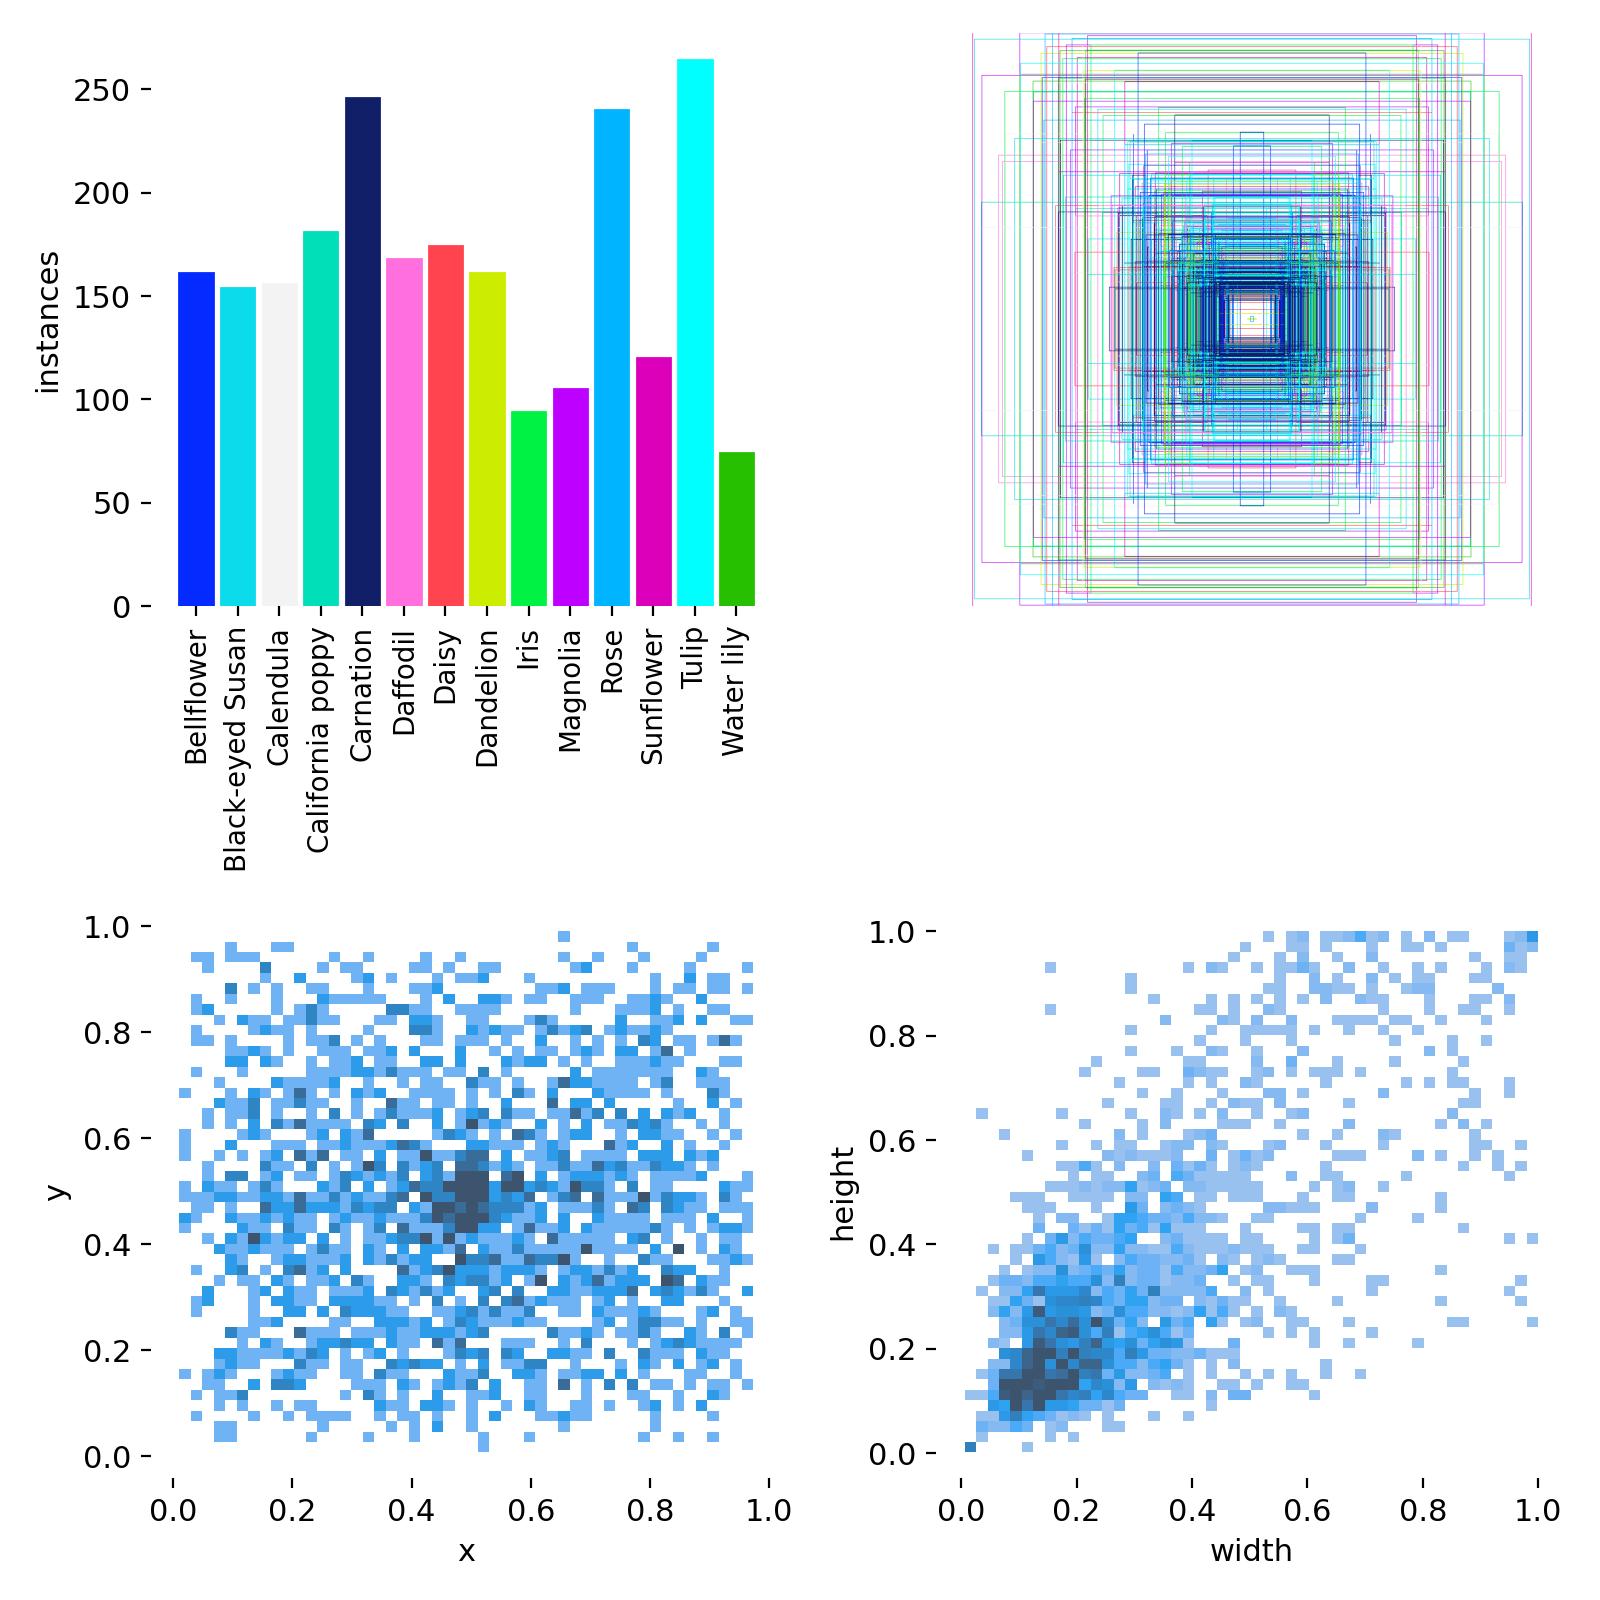 instances
250
200
150
100
50
0
Bellflower
Black-eyed Susan
Calendula
California poppy
Carnation
Daffodil
Daisy
Dandelion
Iris
Magnolia
Rose
Sunflower
Tulip
Water lily
y
1.0
0.8
0.6
0.4
0.2
0.0
0.0 0.2 0.4 0.6 0.8 1.0
x
height
1.0
0.8
0.6
0.4
0.2
0.0
0.0 0.2 0.4 0.6 0.8 1.0
width